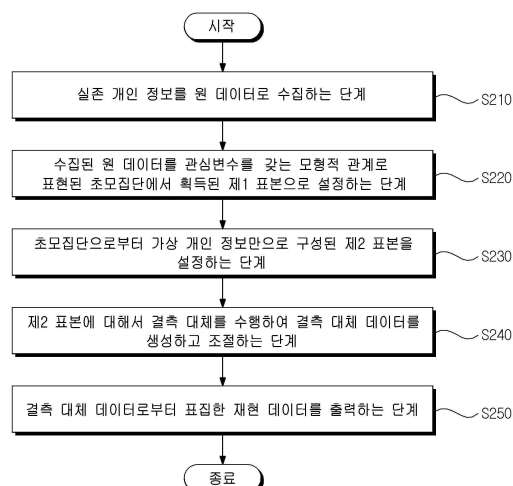 시작
실존 개인 정보를 원 데이터로 수집하는 단계
S210
수집된 원 데이터를 관심변수를 갖는 모형적 관계로
표현된 초모집단에서 획득된 제1 표본으로 설정하는 단계
S220
초모집단으로부터 가상 개인 정보만으로 구성된 제2 표본을
설정하는 단계
S230
제2 표본에 대해서 결측 대체를 수행하여 결측 대체 데이터를
생성하고 조절하는 단계
S240
결측 대체 데이터로부터 표집한 재현 데이터를 출력하는 단계
S250
종료